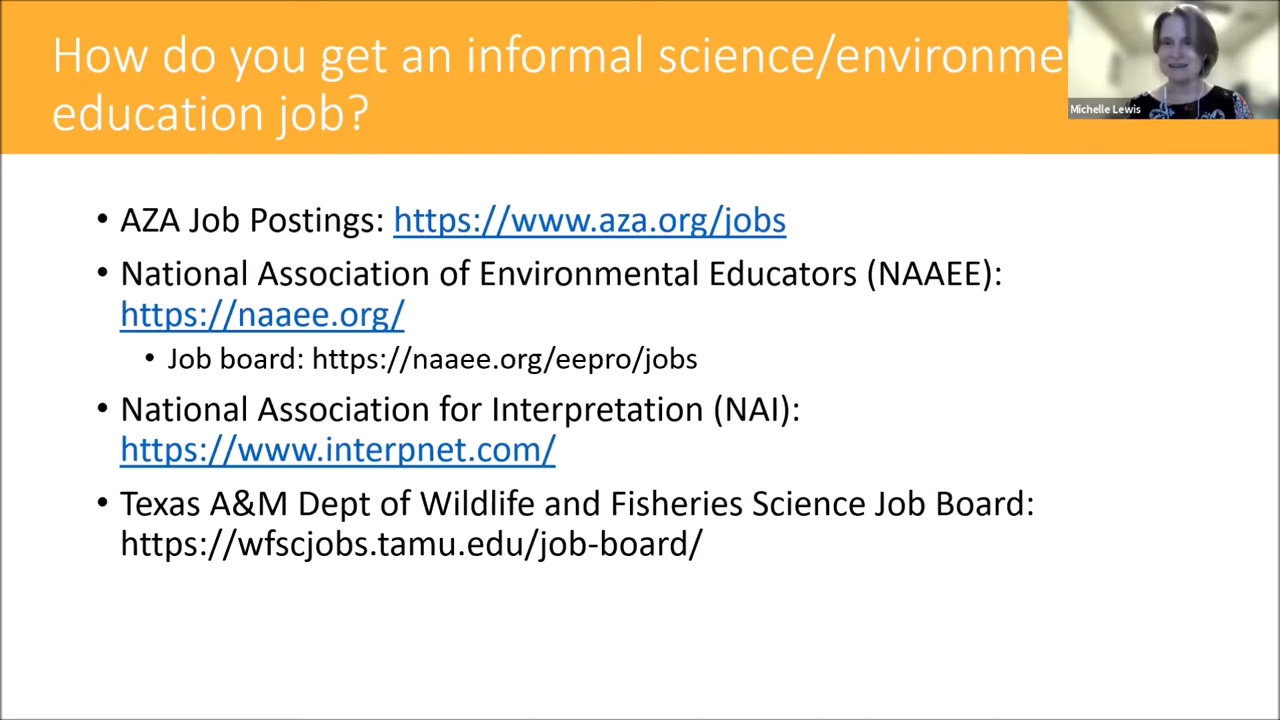 How do you get an informal science/environme
education job?
Michelle Lewis
• AZA Job Postings: https://www.aza.org/jobs
• National Association of Environmental Educators (NAAEE):
https://naaee.org/
• Job board: https://naaee.org/eepro/jobs
• National Association for Interpretation (NAI):
https://www.interpnet.com/
• Texas A&M Dept of Wildlife and Fisheries Science Job Board:
https://wfscjobs.tamu.edu/job-board/